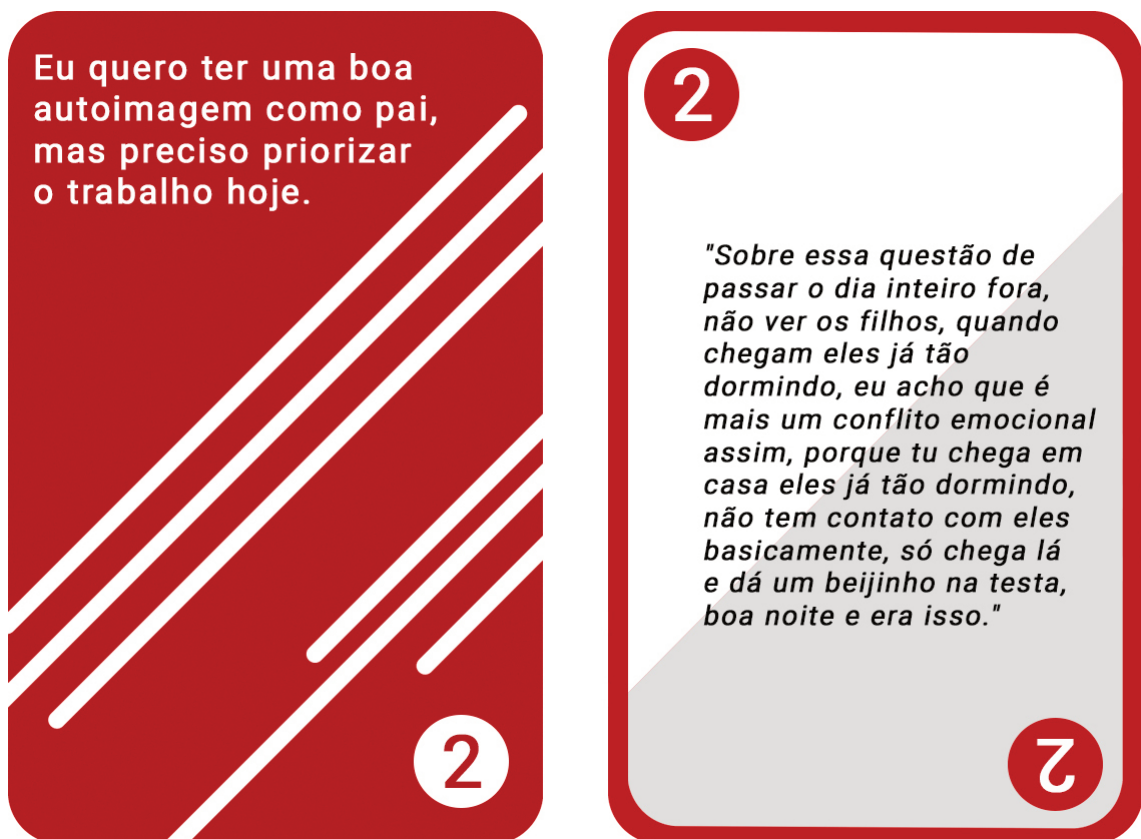 Eu quero ter uma boa
autoimagem como pai,
mas preciso priorizar
o trabalho hoje.
2
2
"Sobre essa questão de
passar o dia inteiro fora,
não ver os filhos, quando
chegam eles já tão
dormindo, eu acho que é
mais um conflito emocional
assim, porque tu chega em
casa eles já tão dormindo,
não tem contato com eles
basicamente, só chega lá
e dá um beijinho na testa,
boa noite e era isso."
2